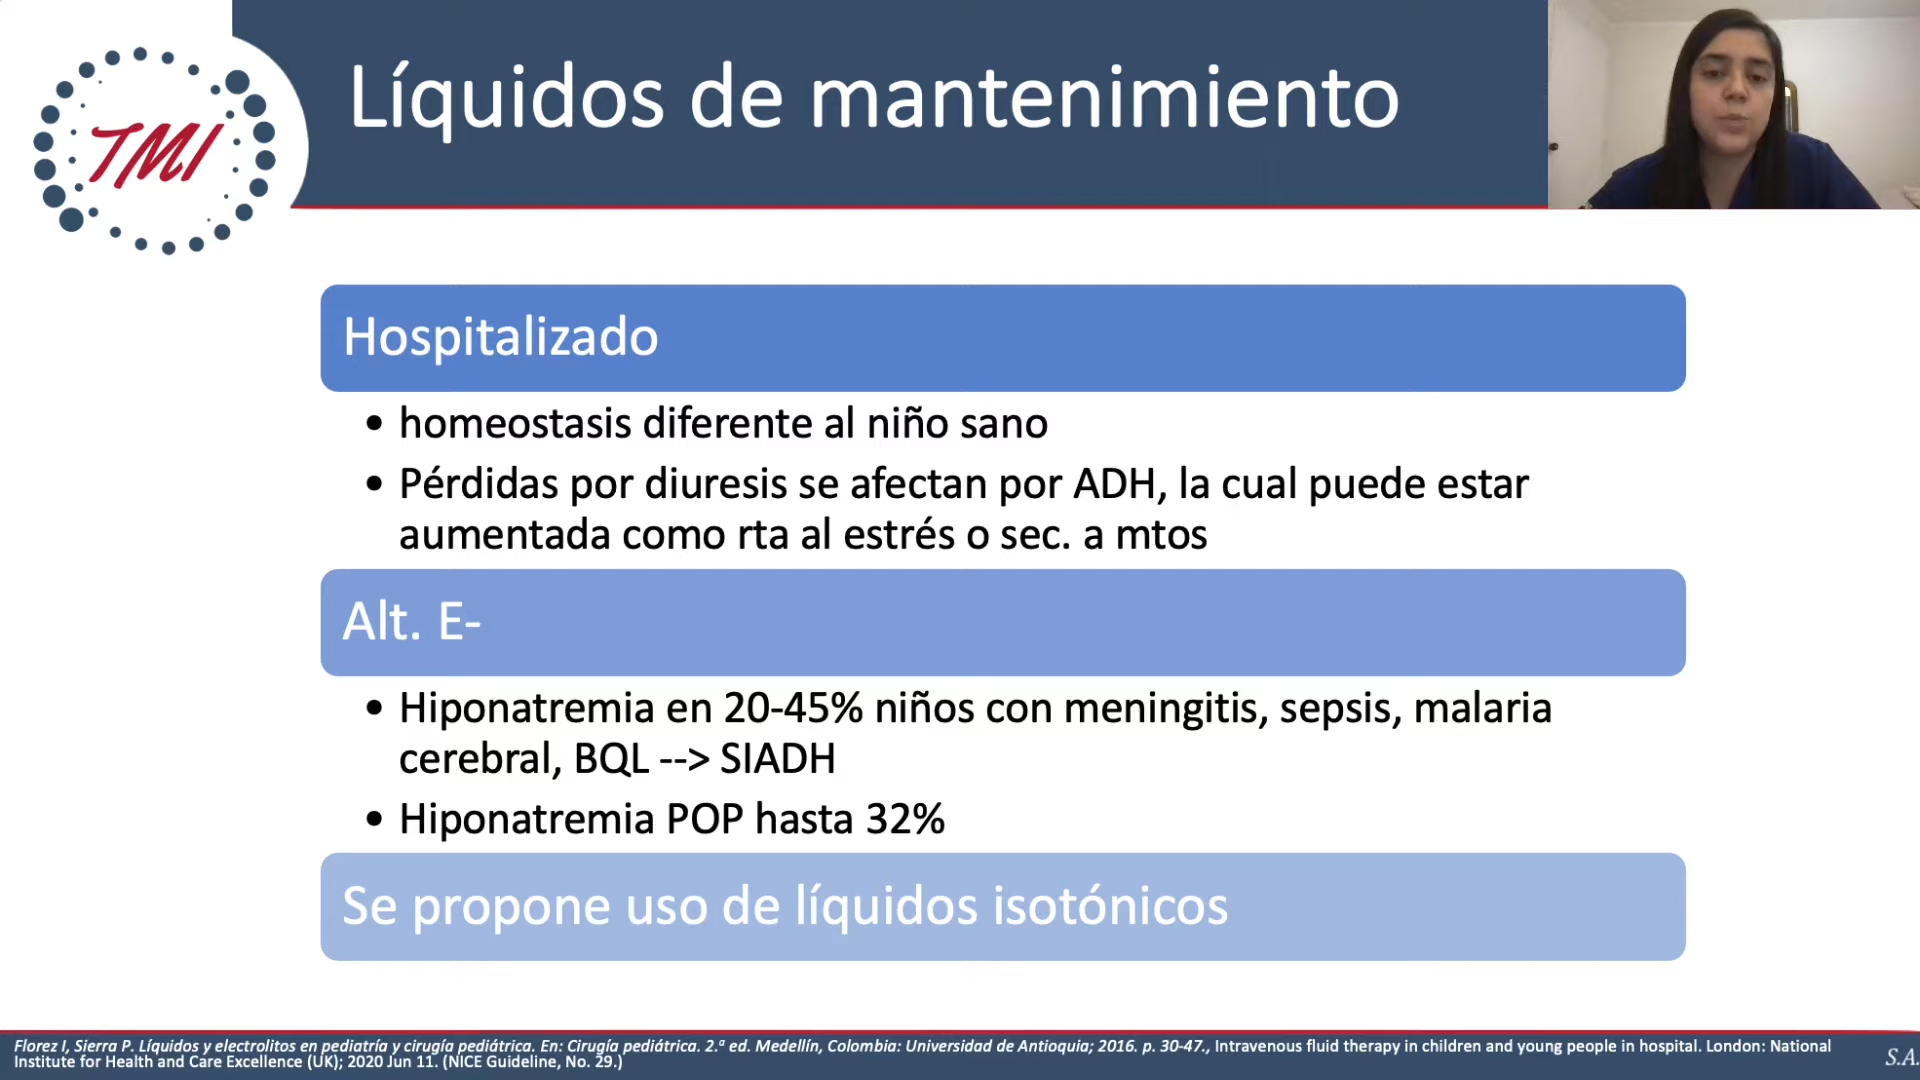 TMI
Líquidos de mantenimiento
Hospitalizado
• homeostasis diferente al niño sano
• Pérdidas por diuresis se afectan por ADH, la cual puede estar
aumentada como rta al estrés o sec. a mtos
Alt. E-
• Hiponatremia en 20-45% niños con meningitis, sepsis, malaria
cerebral, BQL --> SIADH
• Hiponatremia POP hasta 32%
Se propone uso de líquidos isotónicos
Florez I, Sierra P. Líquidos y electrolitos en pediatría y cirugía pediátrica. En: Cirugía pediátrica. 2.ª ed. Medellín, Colombia: Universidad de Antioquia; 2016. p. 30-47., Intravenous fluid therapy in children and young people in hospital. London: National
Institute for Health and Care Excellence (UK); 2020 Jun 11. (NICE Guideline, No. 29.)
S.A.